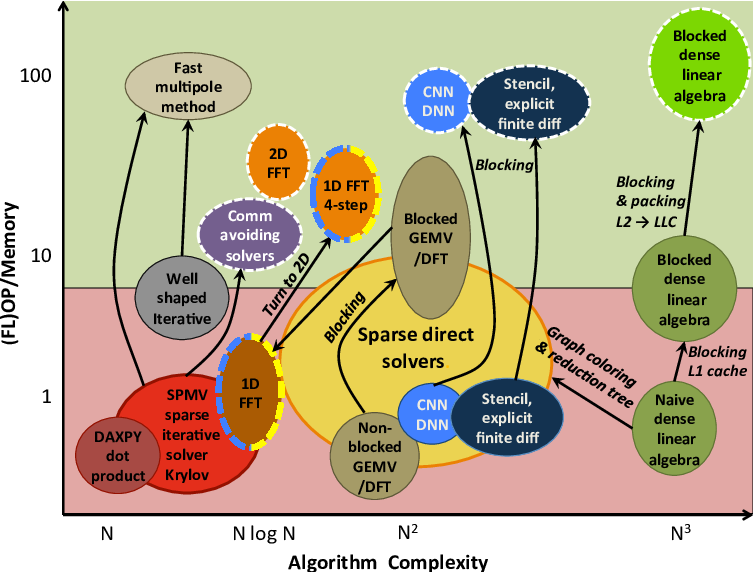 100
10
1
(FL)OP/Memory
Fast
multipole
method
CNN
DNN
Stencil,
explicit
finite diff
Blocked
dense
linear
algebra
2D
FFT
1D FFT
4-step
Blocking
Comm
avoiding
solvers
Blocked
GEMV
/DFT
Blocking
& packing
L2 → LLC
Well
shaped
Iterative
Turn to 2D
Blocked
dense
linear
algebra
Blocking
Sparse direct
solvers
Graph coloring
& reduction tree
Blocking
L1 cache
1D
FFT
SPMV
sparse
iterative
solver
Krylov
DAXPY
dot
product
Non-
blocked
GEMV
/DFT
CNN
DNN
Stencil,
explicit
finite diff
Naive
dense
linear
algebra
N
N log N
N²
N³
Algorithm Complexity